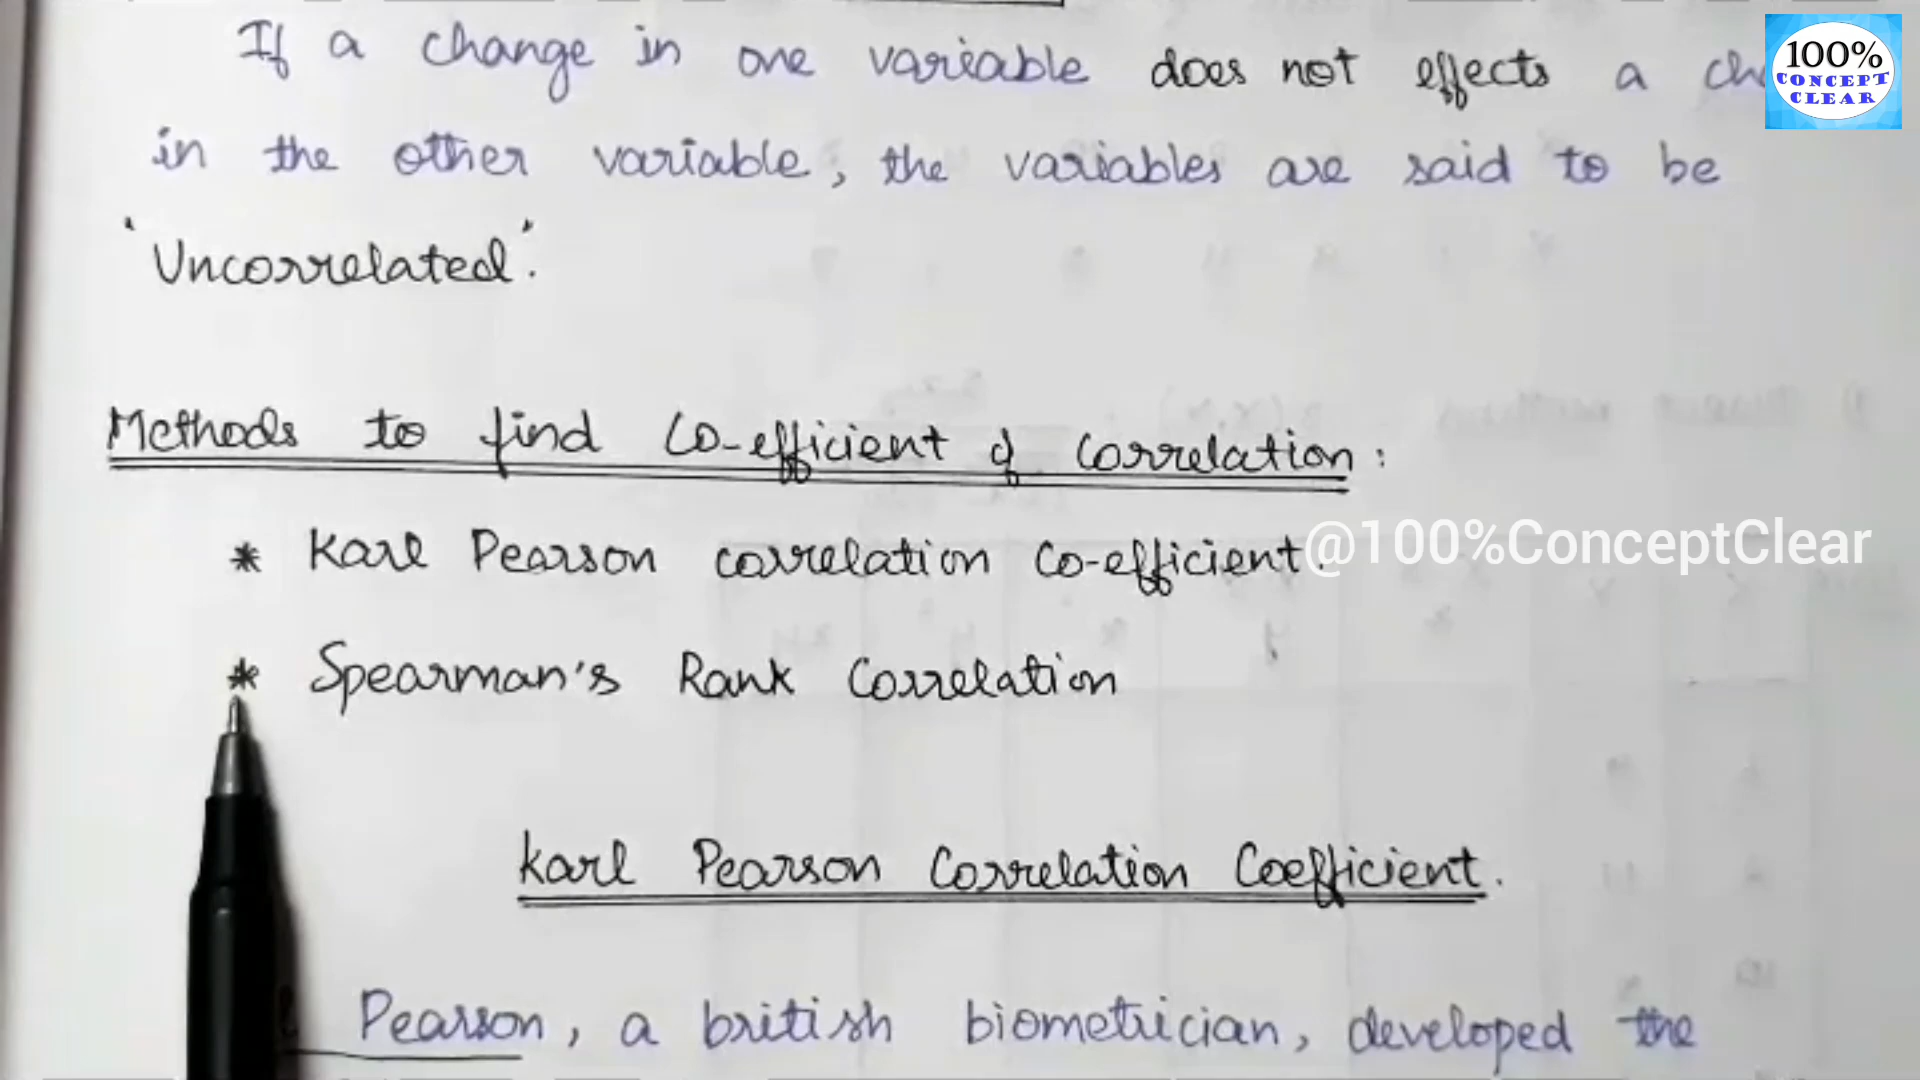 If a change in one variable does not effects a
in the other variable, the variables are said to be
'Uncorrelated'.
Methods to find Co-efficient of Correlation:
* Karl Pearson correlation Co-efficient.
* Spearman's Rank Correlation
Karl Pearson Correlation Coefficient.
Pearson, a british biometrician, developed the
100%
CONCEPT
CLEAR
@100%ConceptClear